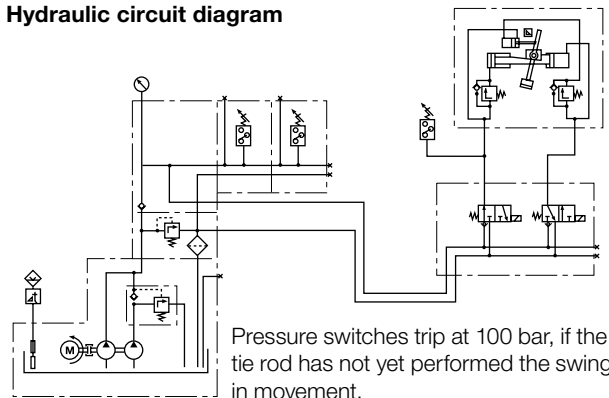 Hydraulic circuit diagram
M
Pressure switches trip at 100 bar, if the
tie rod has not yet performed the swing
in movement.